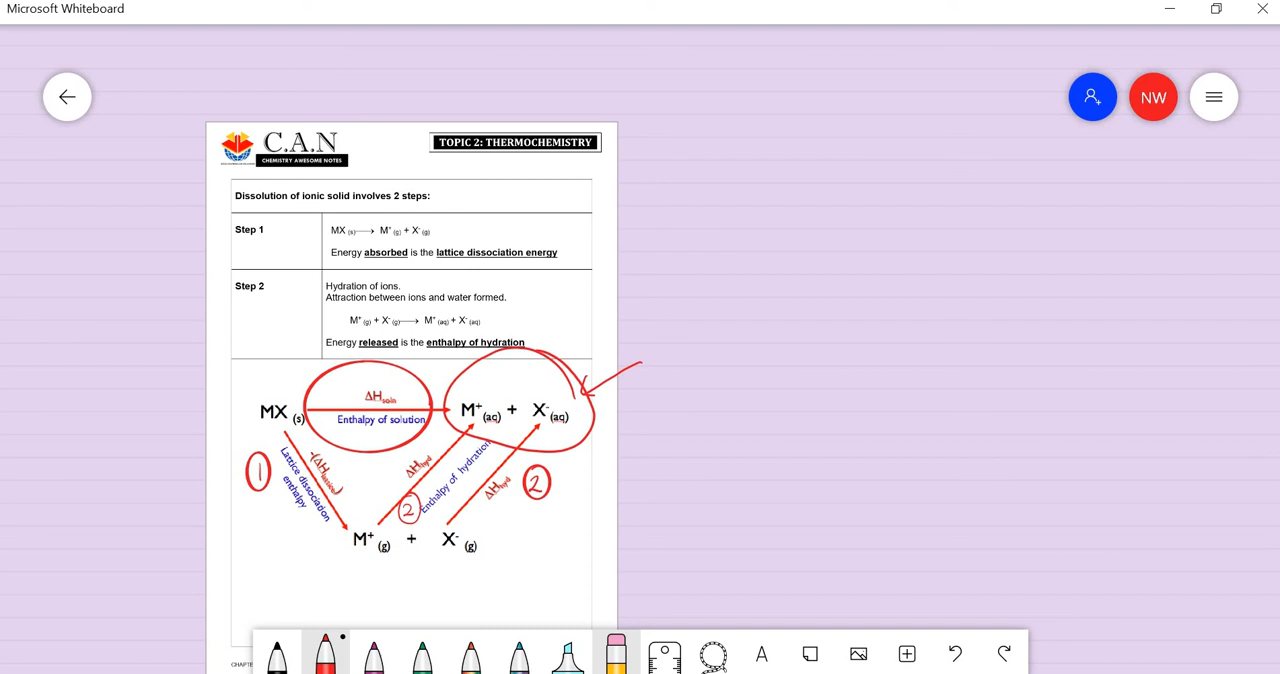 Microsoft Whiteboard
NW
C.A.N
CHEMISTRY AWESOME NOTES
TOPIC 2: THERMOCHEMISTRY
Dissolution of ionic solid involves 2 steps:
Step 1
MX (s) ⟶ M⁺ (g) + X⁻ (g)
Energy absorbed is the lattice dissociation energy
Step 2
Hydration of ions.
Attraction between ions and water formed.
M⁺ (g) + X⁻ (g) ⟶ M⁺ (aq) + X⁻ (aq)
Energy released is the enthalpy of hydration
MX (s)
ΔHsoln
Enthalpy of solution
M⁺ (aq) + X⁻ (aq)
1
-(ΔHlattice)
Lattice dissociation
enthalpy
ΔHhyd
2
Enthalpy of hydration
ΔHhyd
2
M⁺ (g) + X⁻ (g)
CHAPTE
A